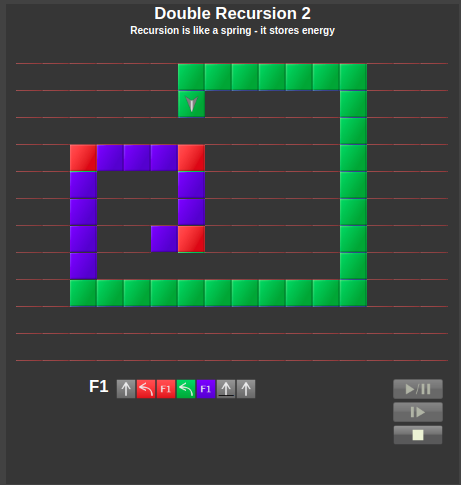 Double Recursion 2
Recursion is like a spring - it stores energy
F1 F1 F1